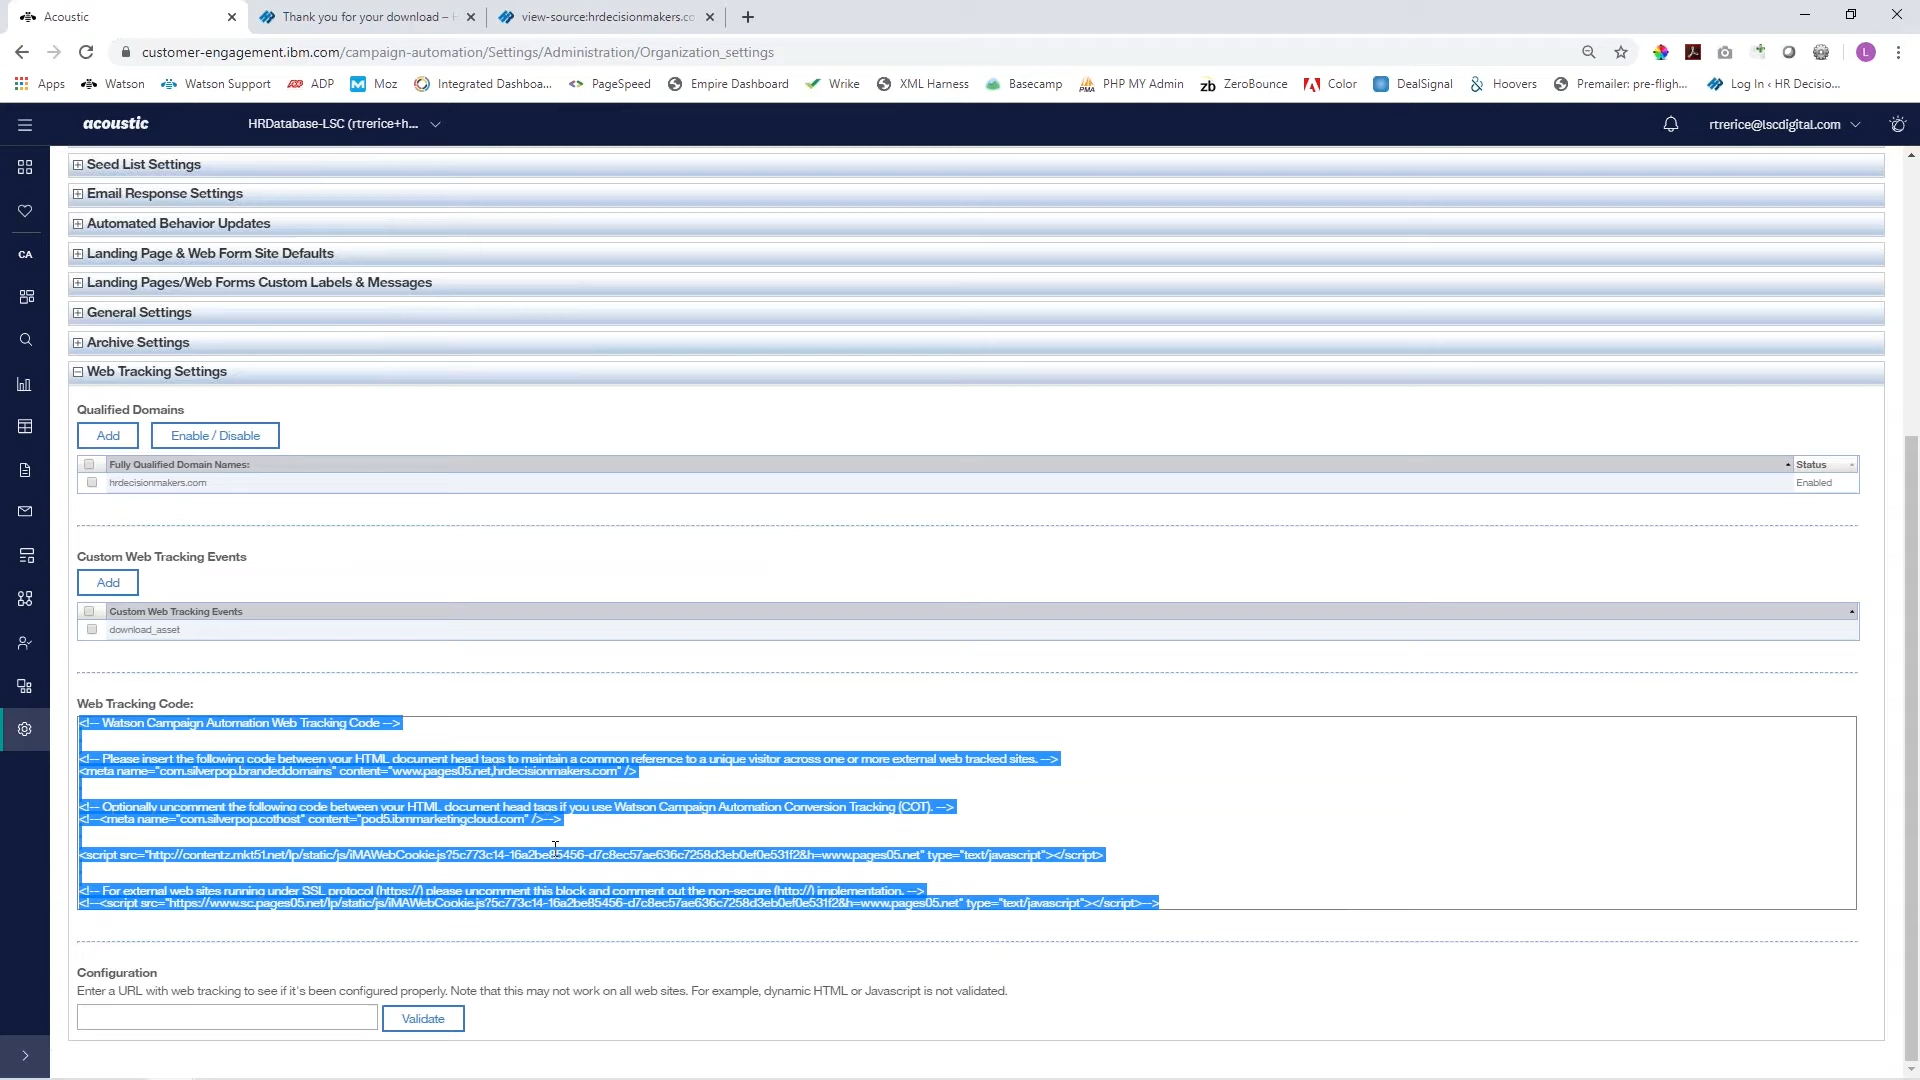 Acoustic
Thank you for your download – H
view-source:hrdecisionmakers.co
customer-engagement.ibm.com/campaign-automation/Settings/Administration/Organization_settings
L
Apps Watson Watson Support ADP Moz Integrated Dashboa... PageSpeed Empire Dashboard Wrike XML Harness Basecamp PHP MY Admin ZeroBounce Color DealSignal Hoovers Premailer: pre-fligh... Log In ‹ HR Decisio...
acoustic HRDatabase-LSC (rtrerice+h... rtrerice@lscdigital.com
CA
Seed List Settings
Email Response Settings
Automated Behavior Updates
Landing Page & Web Form Site Defaults
Landing Pages/Web Forms Custom Labels & Messages
General Settings
Archive Settings
Web Tracking Settings
Qualified Domains
Add Enable / Disable
Fully Qualified Domain Names: Status
hrdecisionmakers.com Enabled
Custom Web Tracking Events
Add
Custom Web Tracking Events
download_asset
Web Tracking Code:
<!-- Watson Campaign Automation Web Tracking Code -->
<!-- Please insert the following code between your HTML document head tags to maintain a common reference to a unique visitor across one or more external web tracked sites. -->
<meta name="com.silverpop.brandeddomains" content="www.pages05.net,hrdecisionmakers.com" />
<!-- Optionally uncomment the following code between your HTML document head tags if you use Watson Campaign Automation Conversion Tracking (COT). -->
<!--<meta name="com.silverpop.cothost" content="pod5.ibmmarketingcloud.com" />-->
<script src="http://contentz.mkt51.net/lp/static/js/iMAWebCookie.js?5c773c14-16a2be85456-d7c8ec57ae636c7258d3eb0ef0e531f2&h=www.pages05.net" type="text/javascript"></script>
<!-- For external web sites running under SSL protocol (https://) please uncomment this block and comment out the non-secure (http://) implementation. -->
<!--<script src="https://www.sc.pages05.net/lp/static/js/iMAWebCookie.js?5c773c14-16a2be85456-d7c8ec57ae636c7258d3eb0ef0e531f2&h=www.pages05.net" type="text/javascript"></script>-->
Configuration
Enter a URL with web tracking to see if it's been configured properly. Note that this may not work on all web sites. For example, dynamic HTML or Javascript is not validated.
Validate